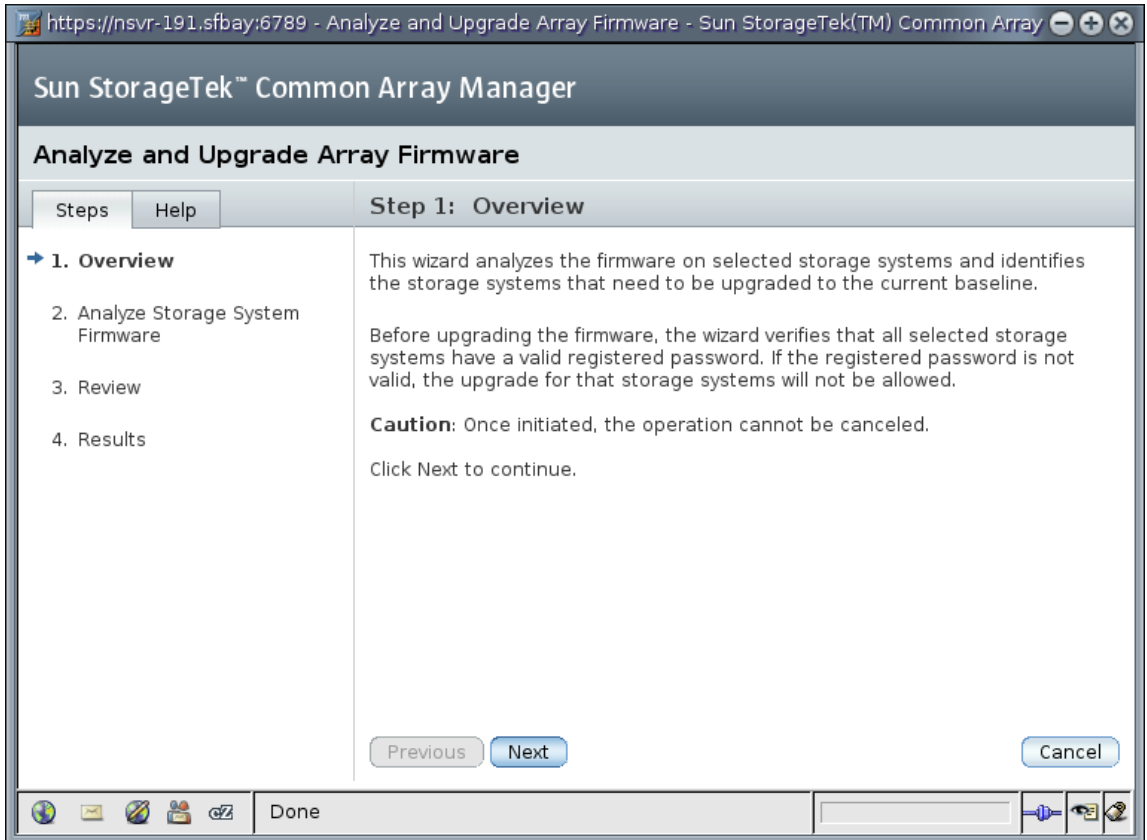 https://nsvr-191.sfbay:6789 - Analyze and Upgrade Array Firmware - Sun StorageTek(TM) Common Array
Sun StorageTek™ Common Array Manager
Analyze and Upgrade Array Firmware
Steps
Help
Step 1: Overview
1. Overview
2. Analyze Storage System
Firmware
3. Review
4. Results
This wizard analyzes the firmware on selected storage systems and identifies
the storage systems that need to be upgraded to the current baseline.
Before upgrading the firmware, the wizard verifies that all selected storage
systems have a valid registered password. If the registered password is not
valid, the upgrade for that storage systems will not be allowed.
Caution: Once initiated, the operation cannot be canceled.
Click Next to continue.
Previous
Next
Cancel
Done